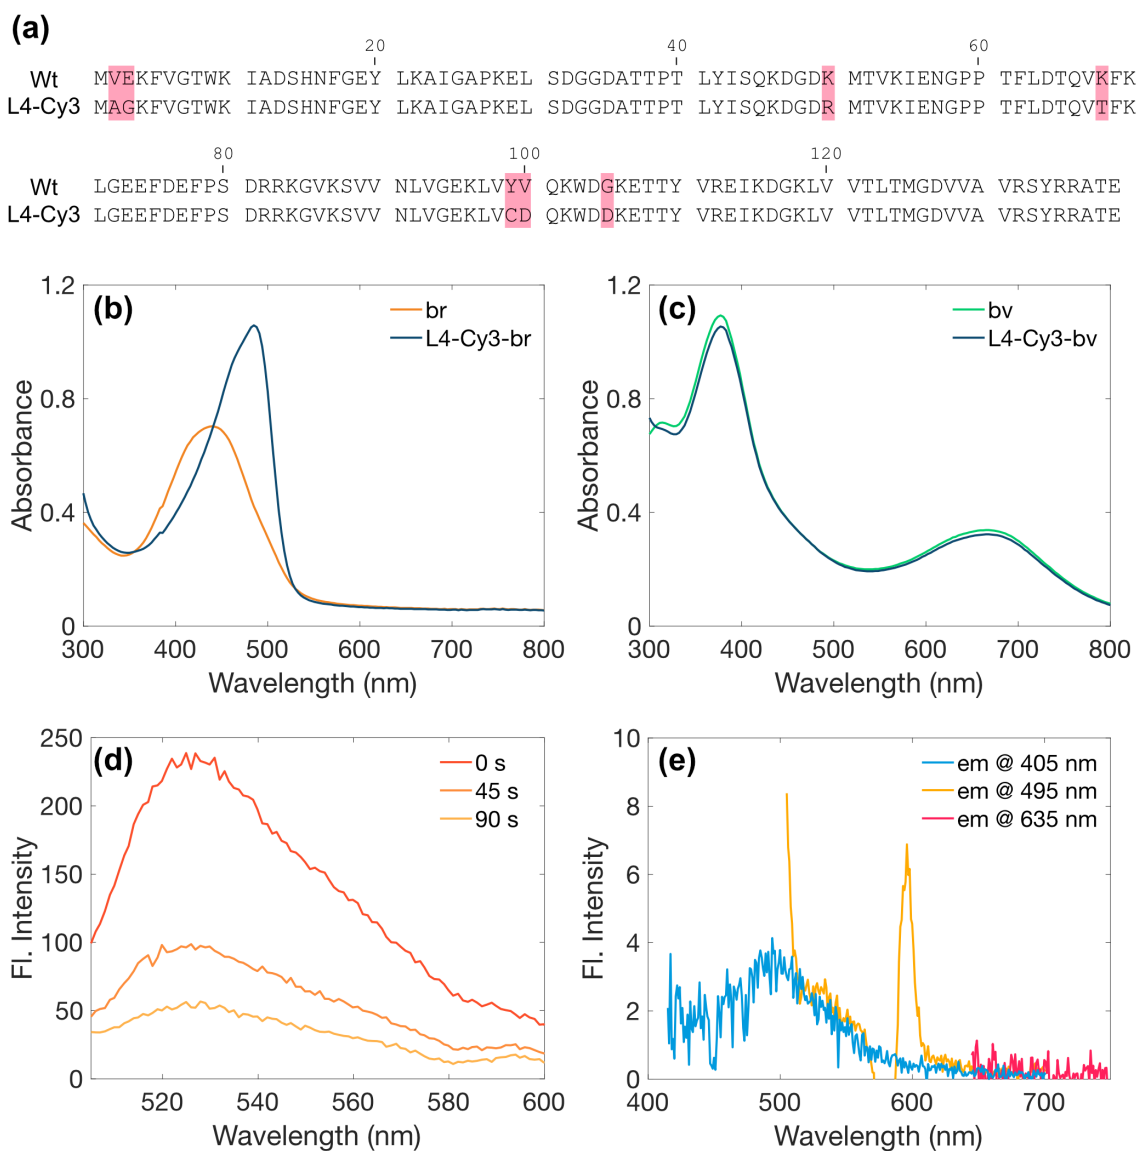 (a)
20 40 60
Wt MVEKFVGTWK IADSHNFGEY LKAIGAPKEL SDGGDATTPT LYISQKDGDK MTVKIENGPP TFLDTQVKFK
L4-Cy3 MAGKFVGTWK IADSHNFGEY LKAIGAPKEL SDGGDATTPT LYISQKDGDR MTVKIENGPP TFLDTQVTFK
80 100 120
Wt LGEEFDEFPS DRRKGVKSVV NLVGEKLVYV QKWDGKETTY VREIKDGKLV VTLTMGDVVA VRSYRRATE
L4-Cy3 LGEEFDEFPS DRRKGVKSVV NLVGEKLVCD QKWDDKETTY VREIKDGKLV VTLTMGDVVA VRSYRRATE
(b)
br
L4-Cy3-br
1.2
0.8
0.4
0
Absorbance
300 400 500 600 700 800
Wavelength (nm)
(c)
bv
L4-Cy3-bv
1.2
0.8
0.4
0
Absorbance
300 400 500 600 700 800
Wavelength (nm)
(d)
0 s
45 s
90 s
250
200
150
100
50
0
Fl. Intensity
520 540 560 580 600
Wavelength (nm)
(e)
em @ 405 nm
em @ 495 nm
em @ 635 nm
10
8
6
4
2
0
Fl. Intensity
400 500 600 700
Wavelength (nm)